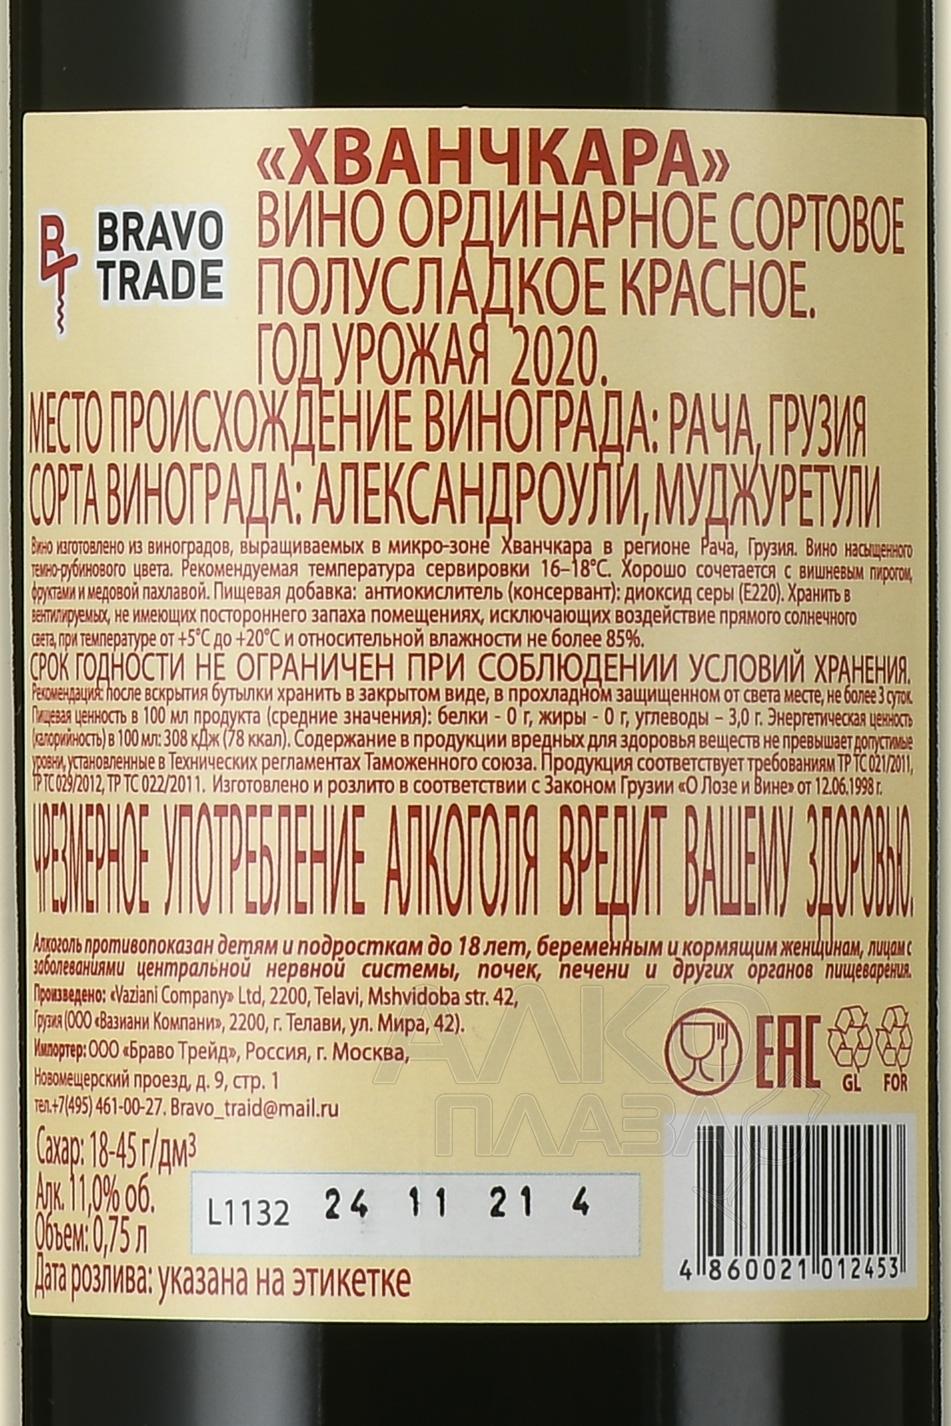 «ХВАНЧКАРА»
BRAVO
TRADE
ВИНО ОРДИНАРНОЕ СОРТОВОЕ
ПОЛУСЛАДКОЕ КРАСНОЕ.
ГОД УРОЖАЯ 2020.
МЕСТО ПРОИСХОЖДЕНИЕ ВИНОГРАДА: РАЧА, ГРУЗИЯ
СОРТА ВИНОГРАДА: АЛЕКСАНДРОУЛИ, МУДЖУРЕТУЛИ
Вино изготовлено из виноградов, выращиваемых в микро-зоне Хванчкара в регионе Рача, Грузия. Вино насыщенного
темно-рубинового цвета. Рекомендуемая температура сервировки 16–18°С. Хорошо сочетается с вишневым пирогом,
фруктами и медовой пахлавой. Пищевая добавка: антиокислитель (консервант): диоксид серы (Е220). Хранить в
вентилируемых, не имеющих постороннего запаха помещениях, исключающих воздействие прямого солнечного
света, при температуре от +5°С до +20°С и относительной влажности не более 85%.
СРОК ГОДНОСТИ НЕ ОГРАНИЧЕН ПРИ СОБЛЮДЕНИИ УСЛОВИЙ ХРАНЕНИЯ.
Рекомендация: после вскрытия бутылки хранить в закрытом виде, в прохладном защищенном от света месте, не более 3 суток.
Пищевая ценность в 100 мл продукта (средние значения): белки - 0 г, жиры - 0 г, углеводы – 3,0 г. Энергетическая ценность
(калорийность) в 100 мл: 308 кДж (78 ккал). Содержание в продукции вредных для здоровья веществ не превышает допустимые
уровни, установленные в Технических регламентах Таможенного союза. Продукция соответствует требованиям ТР ТС 021/2011,
ТР ТС 029/2012, ТР ТС 022/2011. Изготовлено и розлито в соответствии с Законом Грузии «О Лозе и Вине» от 12.06.1998 г.
ЧРЕЗМЕРНОЕ УПОТРЕБЛЕНИЕ АЛКОГОЛЯ ВРЕДИТ ВАШЕМУ ЗДОРОВЬЮ.
Алкоголь противопоказан детям и подросткам до 18 лет, беременным и кормящим женщинам, лицам с
заболеваниями центральной нервной системы, почек, печени и других органов пищеварения.
Произведено: «Vaziani Company» Ltd, 2200, Telavi, Mshvidoba str. 42,
Грузия (ООО «Вазиани Компани», 2200, г. Телави, ул. Мира, 42).
Импортер: ООО «Браво Трейд», Россия, г. Москва,
Новомещерский проезд, д. 9, стр. 1
тел.+7(495) 461-00-27. Bravo_traid@mail.ru
EAC
GL FOR
АЛКО
ПЛАЗА
Сахар: 18-45 г/дм3
Алк. 11,0% об.
Объем: 0,75 л
L1132 24 11 21 4
Дата розлива: указана на этикетке
4 860021 012453